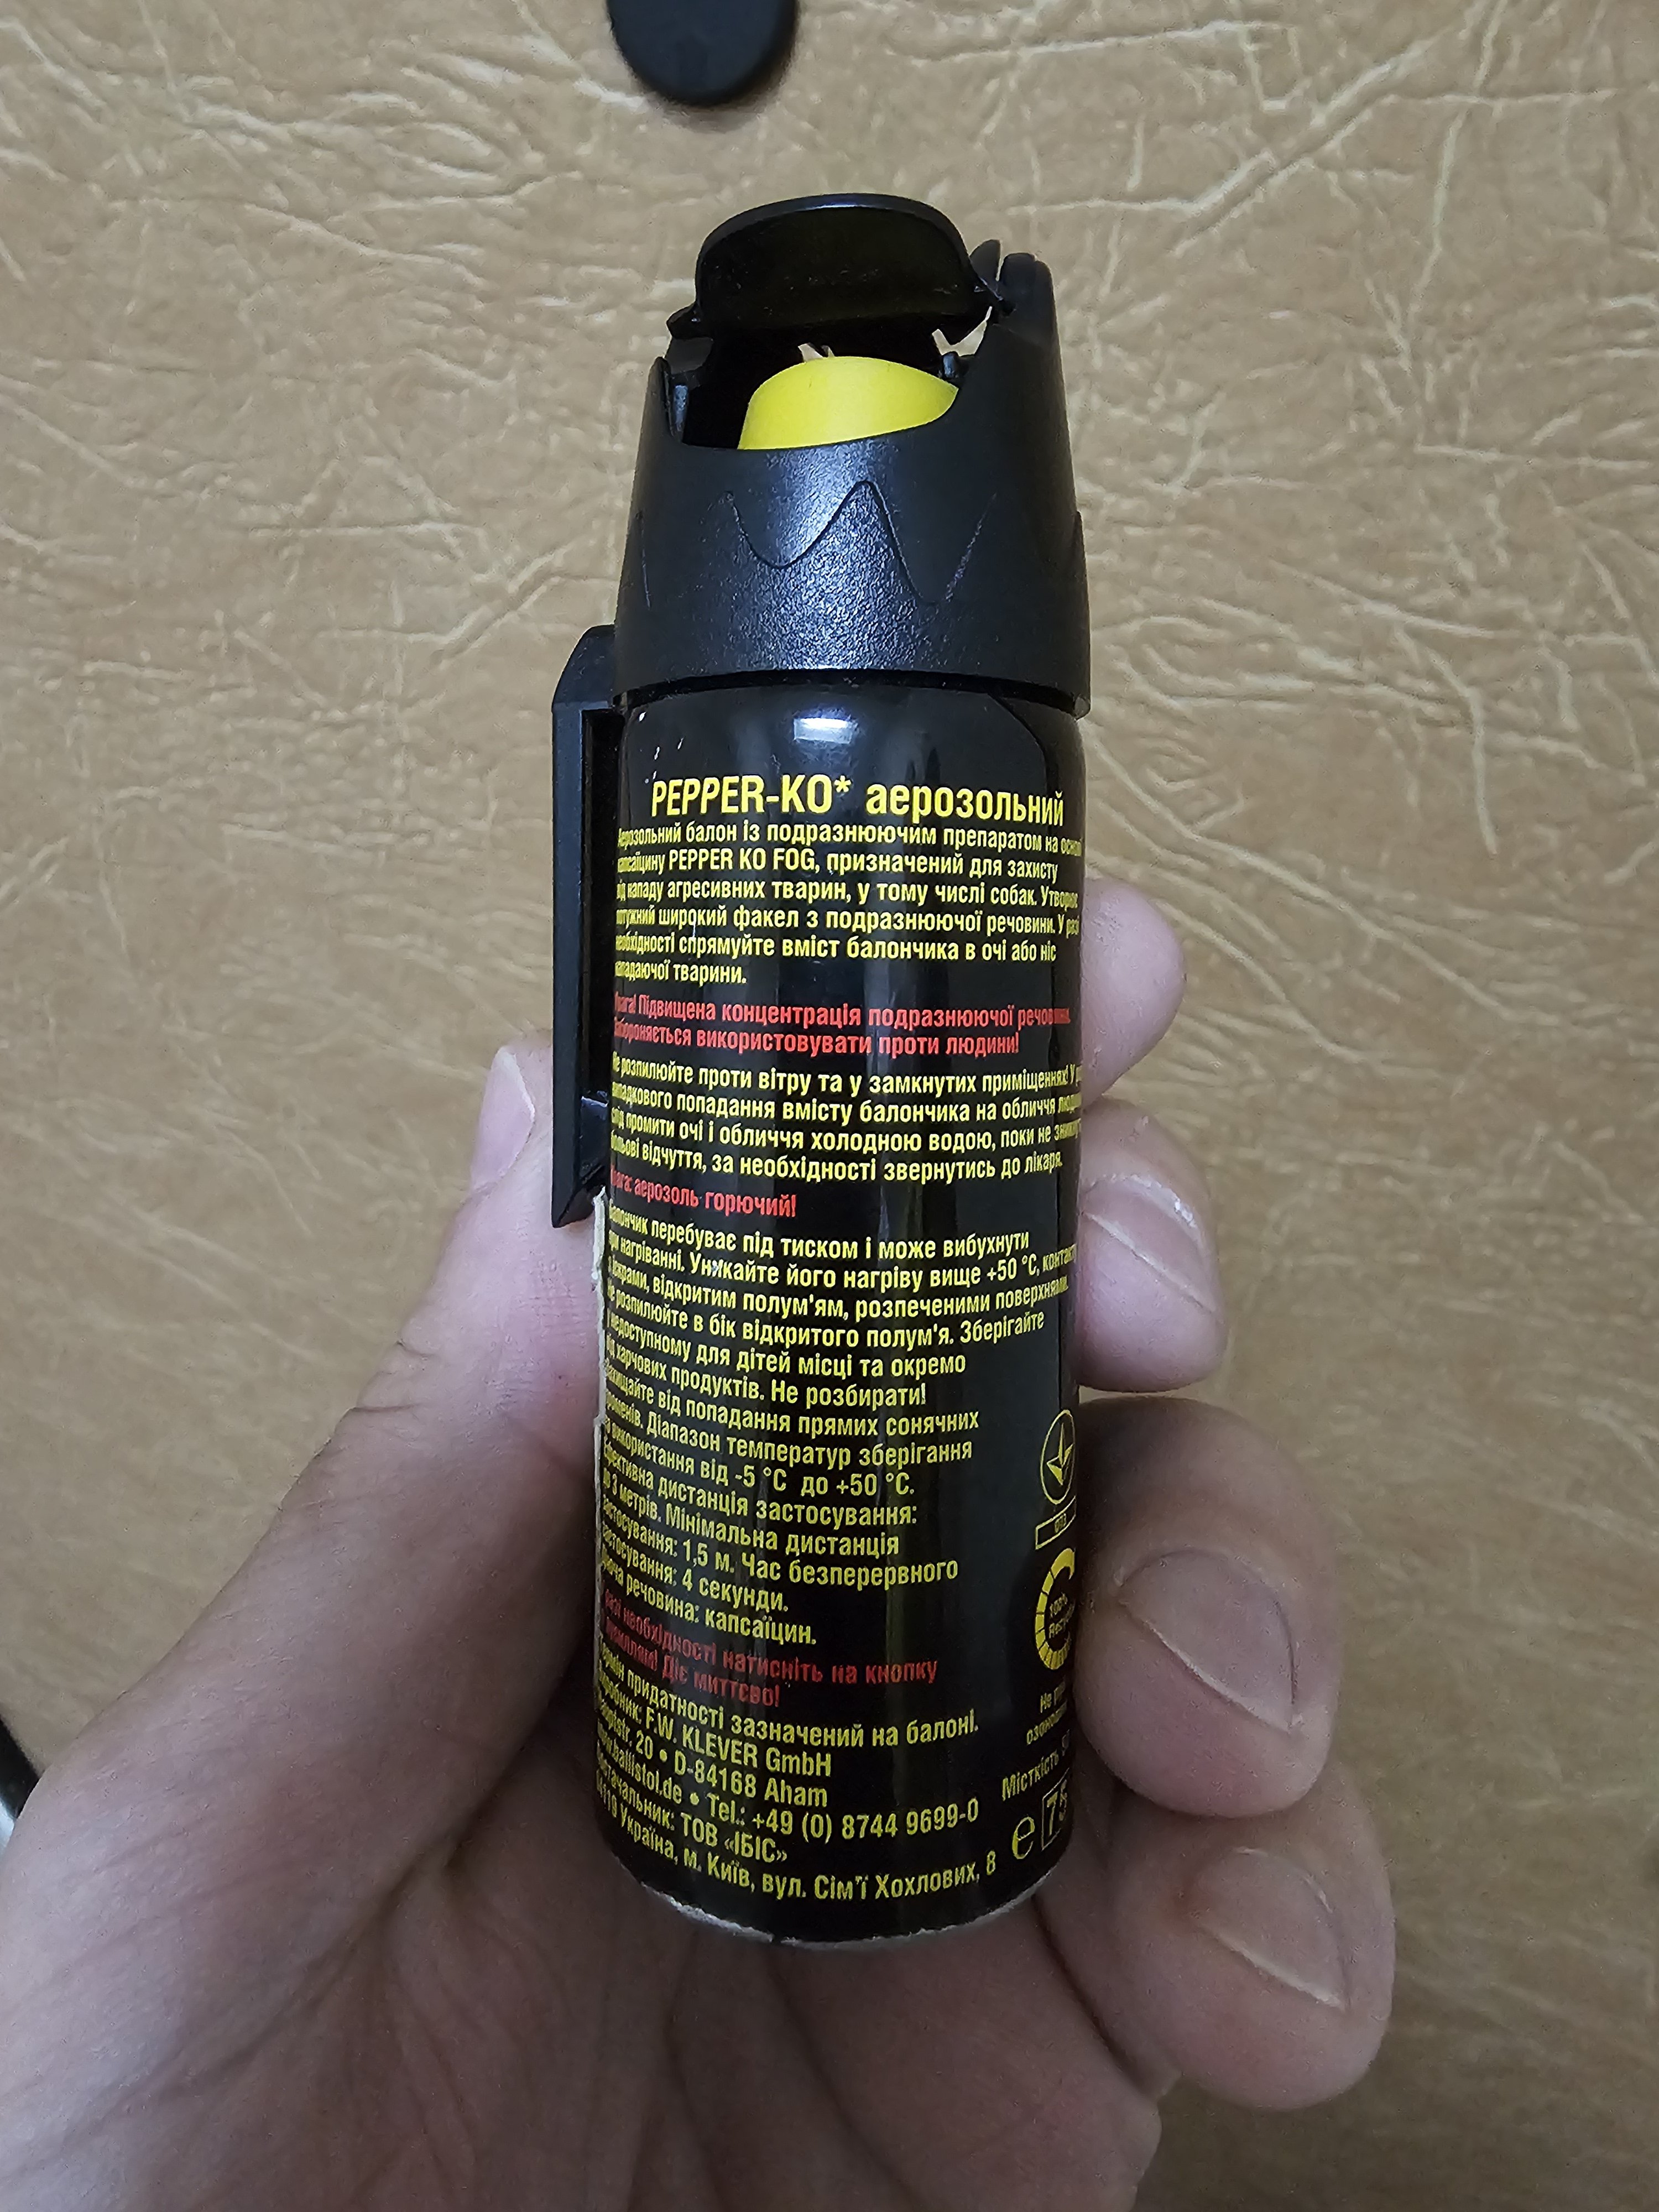 PEPPER-KO* аерозольний
Аерозольний балон із подразнюючим препаратом на основі
капсаїцину PEPPER KO FOG, призначений для захисту
від нападу агресивних тварин, у тому числі собак. Утворює
потужний широкий факел з подразнюючої речовини. У разі
необхідності спрямуйте вміст балончика в очі або ніс
нападаючої тварини.
Увага! Підвищена концентрація подразнюючої речовини.
Забороняється використовувати проти людини!
Не розпилюйте проти вітру та у замкнутих приміщеннях! У
випадкового попадання вмісту балончика на обличчя людини
слід промити очі і обличчя холодною водою, поки не зникнуть
больові відчуття, за необхідності звернутись до лікаря.
Увага: аерозоль горючий!
Балончик перебуває під тиском і може вибухнути
при нагріванні. Уникайте його нагріву вище +50 °C, контакту
з іскрами, відкритим полум'ям, розпеченими поверхнями.
Не розпилюйте в бік відкритого полум'я. Зберігайте
у недоступному для дітей місці та окремо
від харчових продуктів. Не розбирати!
Захищайте від попадання прямих сонячних
променів. Діапазон температур зберігання
та використання від -5 °C до +50 °C.
Ефективна дистанція застосування:
до 3 метрів. Мінімальна дистанція
застосування: 1,5 м. Час безперервного
застосування: 4 секунди.
Діюча речовина: капсаїцин.
необхідності натисніть на кнопку
Діє миттєво!
Термін придатності зазначений на балоні.
Виробник: F.W. KLEVER GmbH
Hauptstr. 20 • D-84168 Aham
www.ballistol.de • Tel.: +49 (0) 8744 9699-0
Постачальник: ТОВ «ІБІС»
Україна, м. Київ, вул. Сім'ї Хохлових, 8
100%
Місткість
e 75